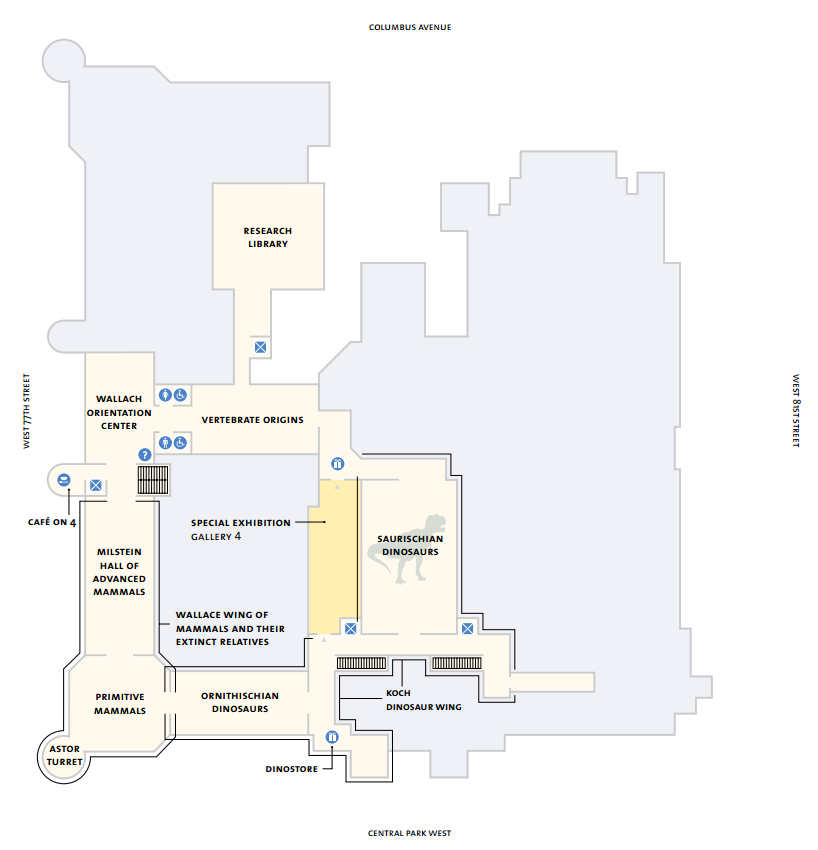 COLUMBUS AVENUE
RESEARCH
LIBRARY
WEST 77TH STREET
WEST 81ST STREET
WALLACH
ORIENTATION
CENTER
VERTEBRATE ORIGINS
?
CAFÉ ON 4
SPECIAL EXHIBITION
GALLERY 4
SAURISCHIAN
DINOSAURS
MILSTEIN
HALL OF
ADVANCED
MAMMALS
WALLACE WING OF
MAMMALS AND THEIR
EXTINCT RELATIVES
PRIMITIVE
MAMMALS
ORNITHISCHIAN
DINOSAURS
KOCH
DINOSAUR WING
ASTOR
TURRET
DINOSTORE
CENTRAL PARK WEST